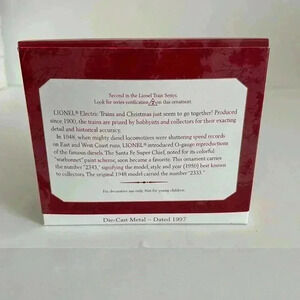 Second in the Lionel Train Series.
Look for series verification 2 on this ornament.
LIONEL® Electric Trains and Christmas just seem to go together! Produced
since 1900, the trains are prized by hobbyists and collectors for their exacting
detail and historical accuracy.
In 1948, when mighty diesel locomotives were shattering speed records
on East and West Coast runs, LIONEL® introduced O-gauge reproductions
of the famous diesels. The Santa Fe Super Chief, noted for its colorful
"warbonnet" paint scheme, soon became a favorite. This ornament carries
the number "2343," signifying the model, style and year (1950) best known
to collectors. The original 1948 model carried the number "2333."
For decorative use only. Not for young children.
Die-Cast Metal – Dated 1997